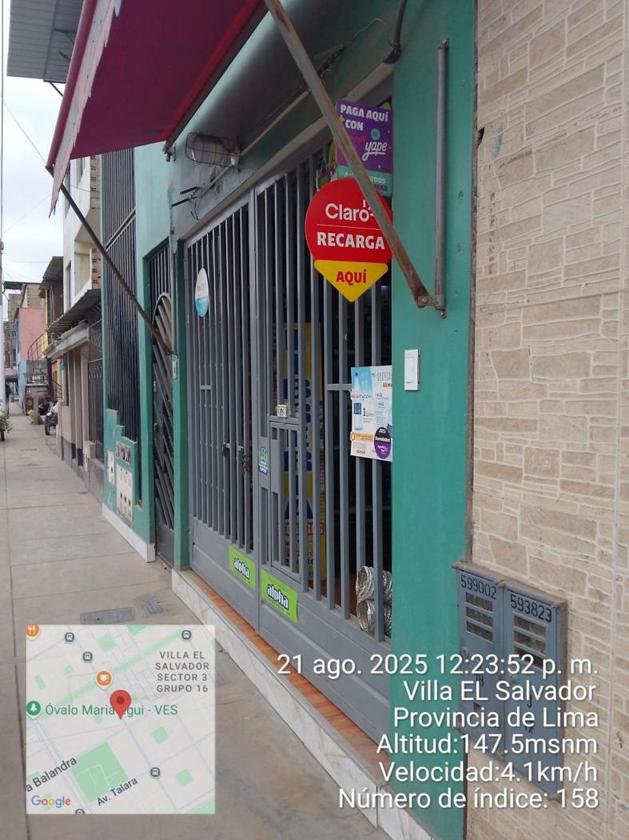 PAGA AQUÍ
CON
yape
Claro
RECARGA
AQUÍ
alpha
alpha
599002
593823
VILLA EL
SALVADOR
SECTOR 3
GRUPO 16
Óvalo Maria egui - VES
a Balandra
Av. Talara
Google
21 ago. 2025 12:23:52 p. m.
Villa EL Salvador
Provincia de Lima
Altitud:147.5msnm
Velocidad:4.1km/h
Número de índice: 158